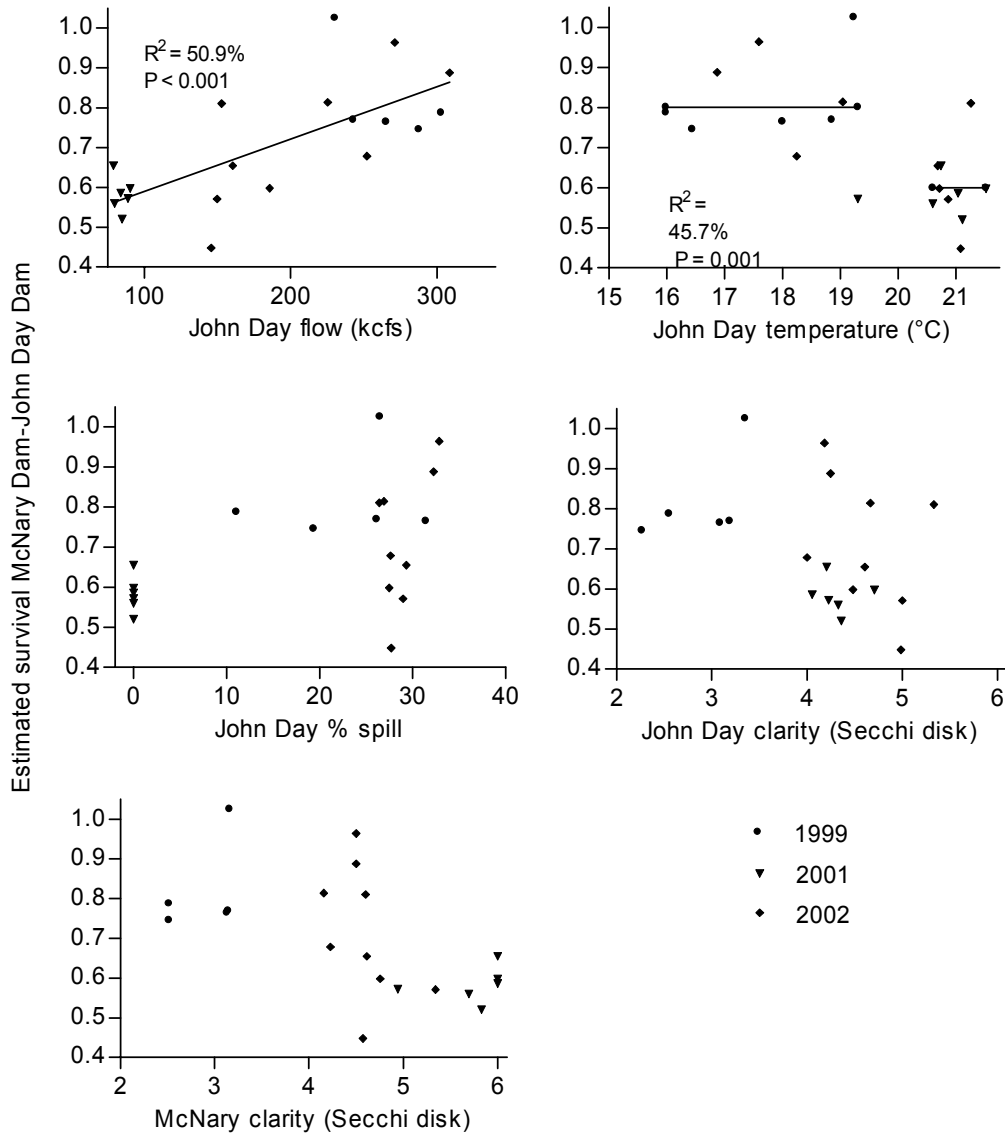 Estimated survival McNary Dam-John Day Dam
1.0
0.9
0.8
0.7
0.6
0.5
0.4
R² = 50.9%
P < 0.001
100 200 300
John Day flow (kcfs)
1.0
0.9
0.8
0.7
0.6
0.5
0.4
R² =
45.7%
P = 0.001
15 16 17 18 19 20 21
John Day temperature (°C)
1.0
0.9
0.8
0.7
0.6
0.5
0.4
0 10 20 30 40
John Day % spill
1.0
0.9
0.8
0.7
0.6
0.5
0.4
2 3 4 5 6
John Day clarity (Secchi disk)
1.0
0.9
0.8
0.7
0.6
0.5
0.4
2 3 4 5 6
McNary clarity (Secchi disk)
1999
2001
2002